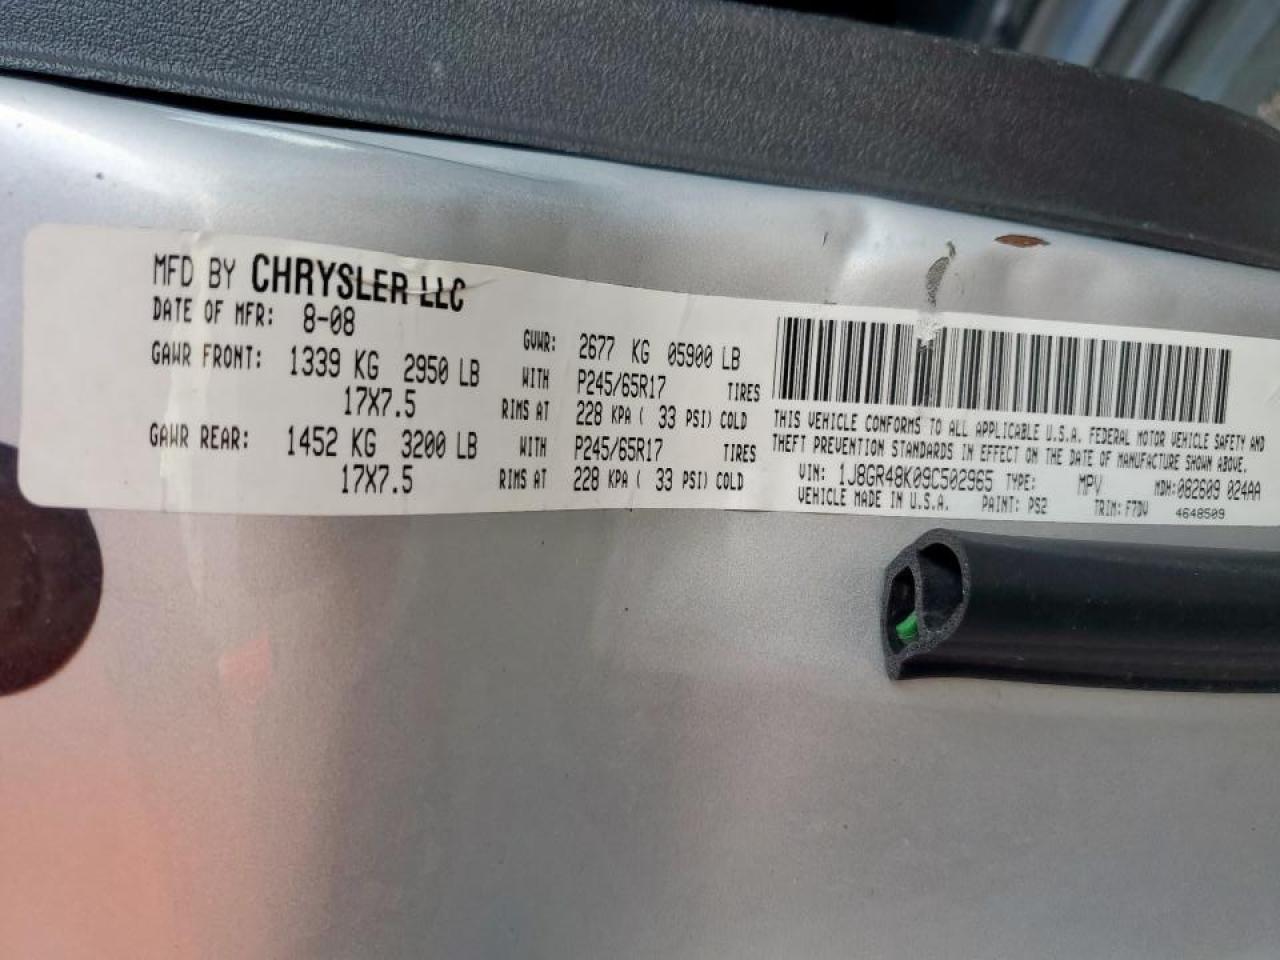 MFD BY CHRYSLER LLC
DATE OF MFR: 8-08 GVWR: 2677 KG 05900 LB
GAWR FRONT: 1339 KG 2950 LB WITH P245/65R17 TIRES
17X7.5 RIMS AT 228 KPA ( 33 PSI) COLD
GAWR REAR: 1452 KG 3200 LB WITH P245/65R17 TIRES
17X7.5 RIMS AT 228 KPA ( 33 PSI) COLD
THIS VEHICLE CONFORMS TO ALL APPLICABLE U.S.A. FEDERAL MOTOR VEHICLE SAFETY AND
THEFT PREVENTION STANDARDS IN EFFECT ON THE DATE OF MANUFACTURE SHOWN ABOVE.
VIN: 1J8GR48K09C502965 TYPE: MPV MDH:082609 024AA
VEHICLE MADE IN U.S.A. PAINT: PS2 TRIM: F7DV 4648509